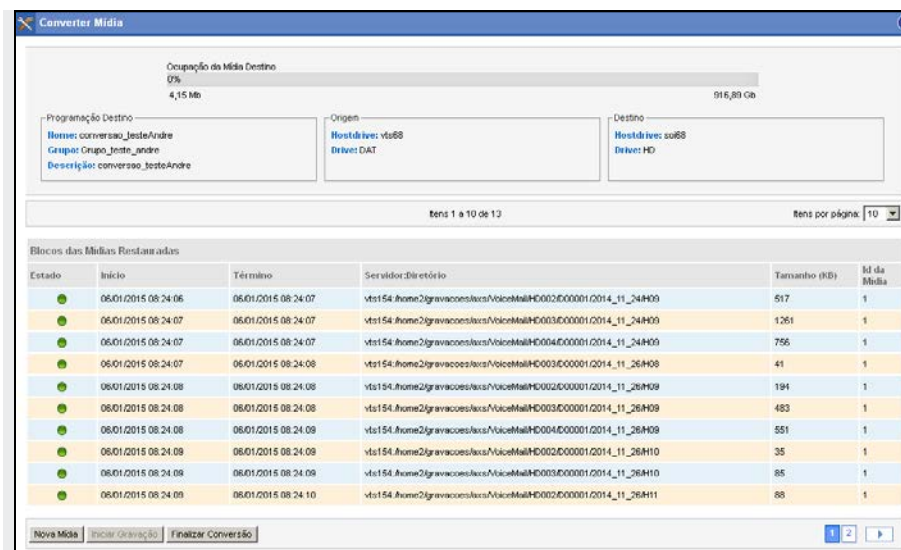 Converter Mídia
Ocupação da Mídia Destino
0%
4,15 Mb 916,89 Gb
Programação Destino Origem Destino
Nome: conversao_testeAndre Hostdrive: vts68 Hostdrive: soi68
Grupo: Grupo_teste_andre Drive: DAT Drive: HD
Descrição: conversao_testeAndre
Itens 1 a 10 de 13 Itens por página: 10
Blocos das Mídias Restauradas
Estado Início Término Servidor:Diretório Tamanho (KB) Id da Mídia
06/01/2015 08:24:06 06/01/2015 08:24:07 vts154:/home2/gravacoes/axs/VoiceMail/HD002/D00001/2014_11_24/H09 517 1
06/01/2015 08:24:07 06/01/2015 08:24:07 vts154:/home2/gravacoes/axs/VoiceMail/HD003/D00001/2014_11_24/H09 1261 1
06/01/2015 08:24:07 06/01/2015 08:24:07 vts154:/home2/gravacoes/axs/VoiceMail/HD004/D00001/2014_11_24/H09 756 1
06/01/2015 08:24:07 06/01/2015 08:24:07 vts154:/home2/gravacoes/axs/VoiceMail/HD003/D00001/2014_11_26/H08 41 1
06/01/2015 08:24:08 06/01/2015 08:24:08 vts154:/home2/gravacoes/axs/VoiceMail/HD002/D00001/2014_11_26/H09 194 1
06/01/2015 08:24:08 06/01/2015 08:24:08 vts154:/home2/gravacoes/axs/VoiceMail/HD003/D00001/2014_11_26/H09 483 1
06/01/2015 08:24:08 06/01/2015 08:24:08 vts154:/home2/gravacoes/axs/VoiceMail/HD004/D00001/2014_11_26/H09 551 1
06/01/2015 08:24:09 06/01/2015 08:24:09 vts154:/home2/gravacoes/axs/VoiceMail/HD002/D00001/2014_11_26/H10 35 1
06/01/2015 08:24:09 06/01/2015 08:24:09 vts154:/home2/gravacoes/axs/VoiceMail/HD003/D00001/2014_11_26/H10 85 1
06/01/2015 08:24:09 06/01/2015 08:24:10 vts154:/home2/gravacoes/axs/VoiceMail/HD002/D00001/2014_11_26/H11 88 1
Nova Mídia Iniciar Gravação Finalizar Conversão 1 2